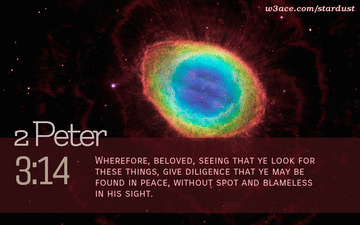 w3ace.com/stardust
2 Peter
3:14
Wherefore, beloved, seeing that ye look for
these things, give diligence that ye may be
found in peace, without spot and blameless
in his sight.